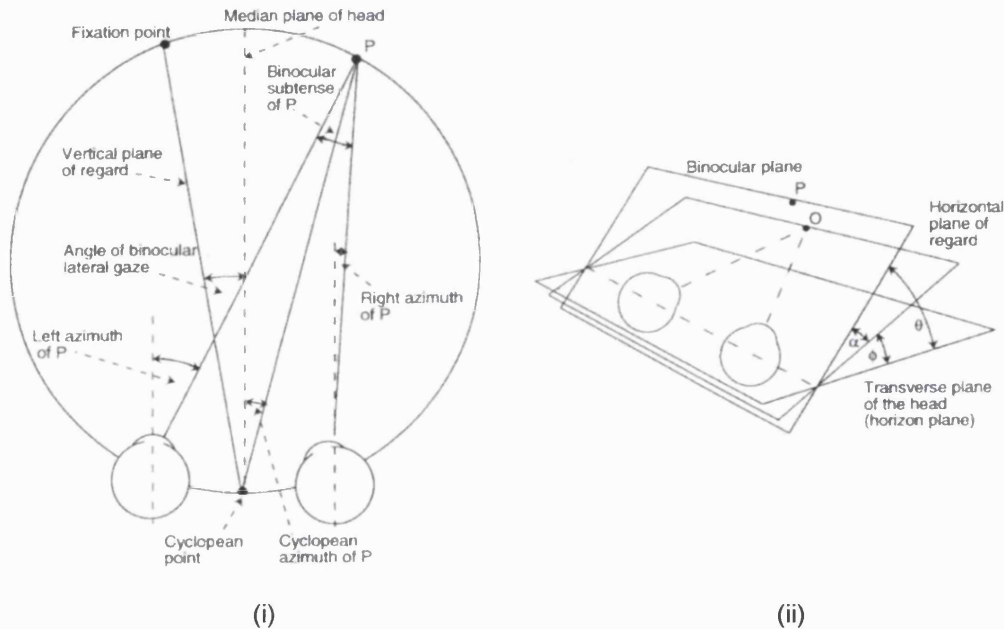 Median plane of head
Fixation point
P
Binocular
subtense
of P
Vertical plane
of regard
Angle of binocular
lateral gaze
Right azimuth
of P
Left azimuth
of P
Cyclopean
point
Cyclopean
azimuth of P
(i)
Binocular plane
P
O
Horizontal
plane of
regard
θ
α
ϕ
Transverse plane
of the head
(horizon plane)
(ii)